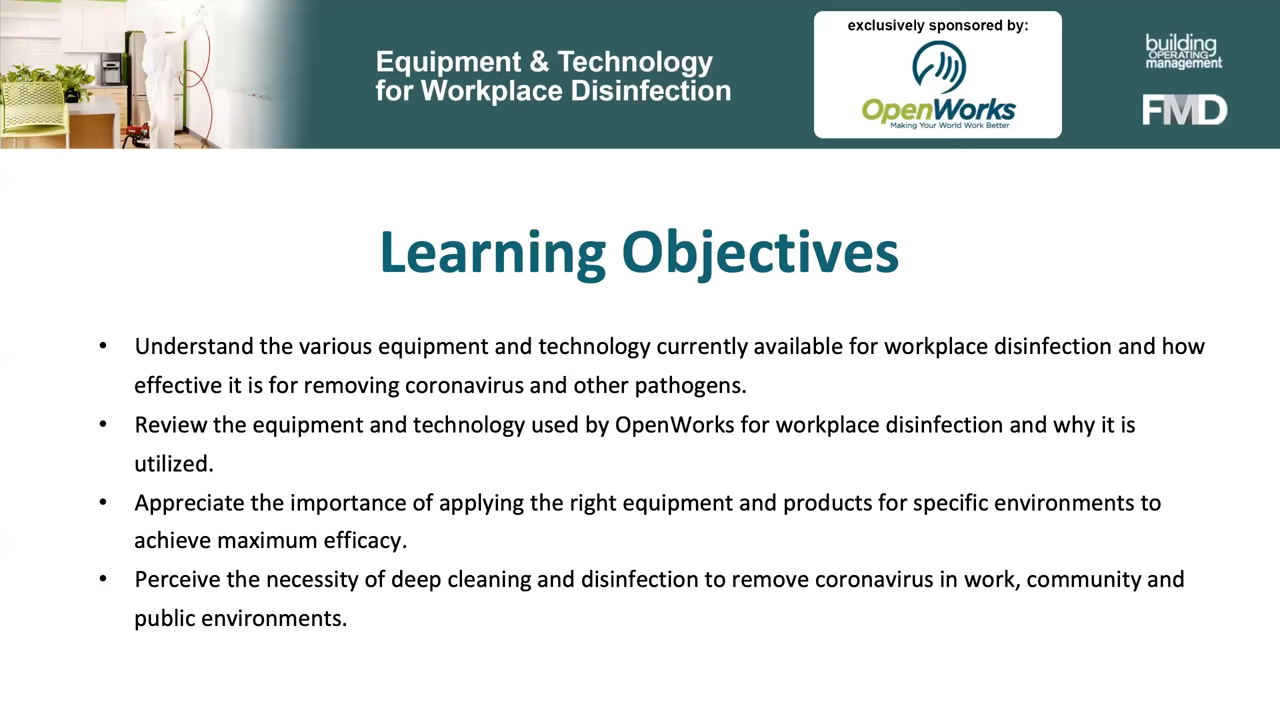 Equipment & Technology
for Workplace Disinfection
exclusively sponsored by:
OpenWorks
Making Your World Work Better
building
OPERATING
management
FMD
Learning Objectives
• Understand the various equipment and technology currently available for workplace disinfection and how
effective it is for removing coronavirus and other pathogens.
• Review the equipment and technology used by OpenWorks for workplace disinfection and why it is
utilized.
• Appreciate the importance of applying the right equipment and products for specific environments to
achieve maximum efficacy.
• Perceive the necessity of deep cleaning and disinfection to remove coronavirus in work, community and
public environments.